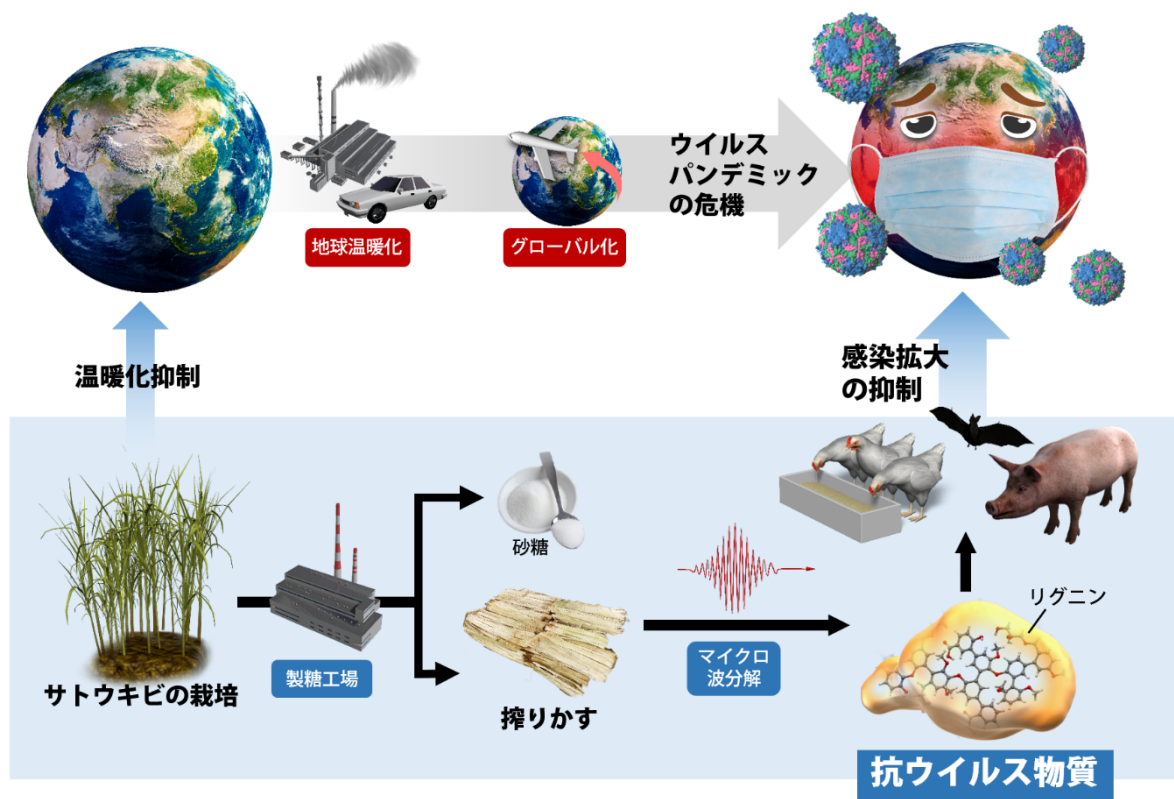 地球温暖化
グローバル化
ウイルス
パンデミック
の危機
温暖化抑制
感染拡大
の抑制
サトウキビの栽培
製糖工場
砂糖
搾りかす
マイクロ
波分解
リグニン
抗ウイルス物質